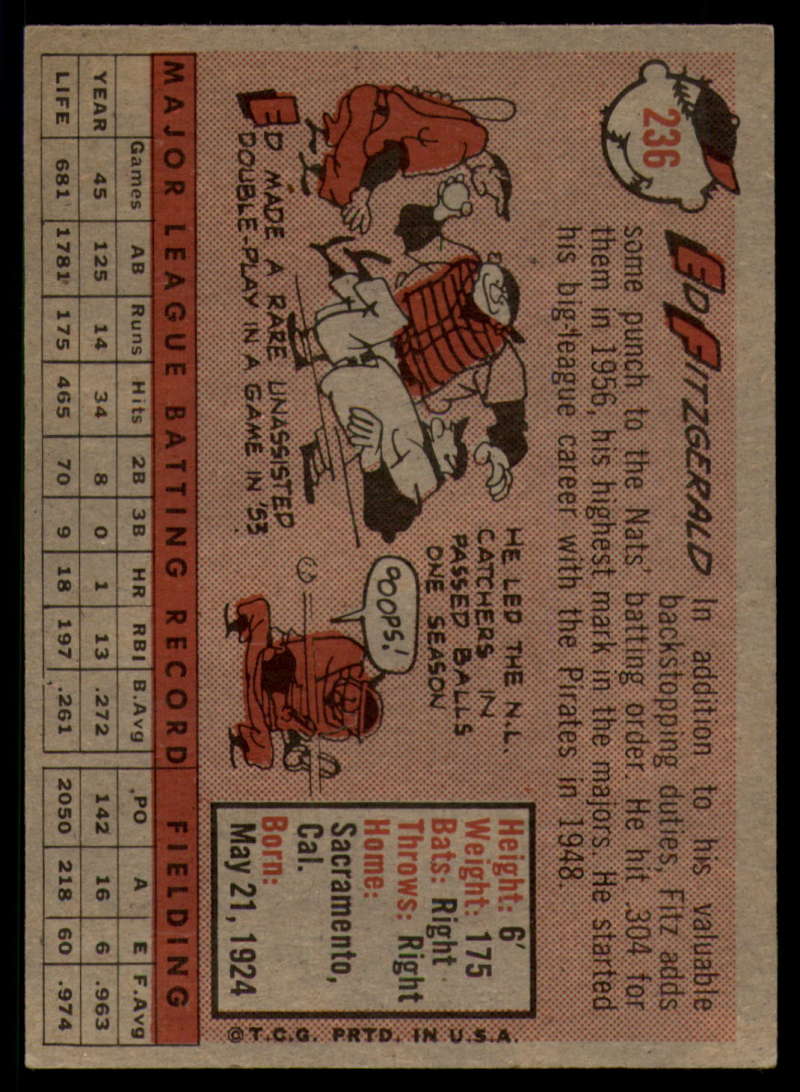 236
ED FITZGERALD
In addition to his valuable
backstopping duties, Fitz adds
some punch to the Nats' batting order. He hit .304 for
them in 1956, his highest mark in the majors. He started
his big-league career with the Pirates in 1948.
ED MADE A RARE UNASSISTED
DOUBLE-PLAY IN A GAME IN '53.
HE LED THE N.L.
CATCHERS IN
PASSED BALLS
ONE SEASON
OOOPS!
Height: 6'
Weight: 175
Bats: Right
Throws: Right
Home:
Sacramento,
Cal.
Born:
May 21, 1924
© T.C.G. PRTD. IN U.S.A.
MAJOR LEAGUE BATTING RECORD FIELDING
Games AB Runs Hits 2B 3B HR RBI B.Avg PO A E F.Avg
YEAR 45 125 14 34 8 0 1 13 .272 142 16 6 .963
LIFE 681 1781 175 465 70 9 18 197 .261 2050 218 60 .974